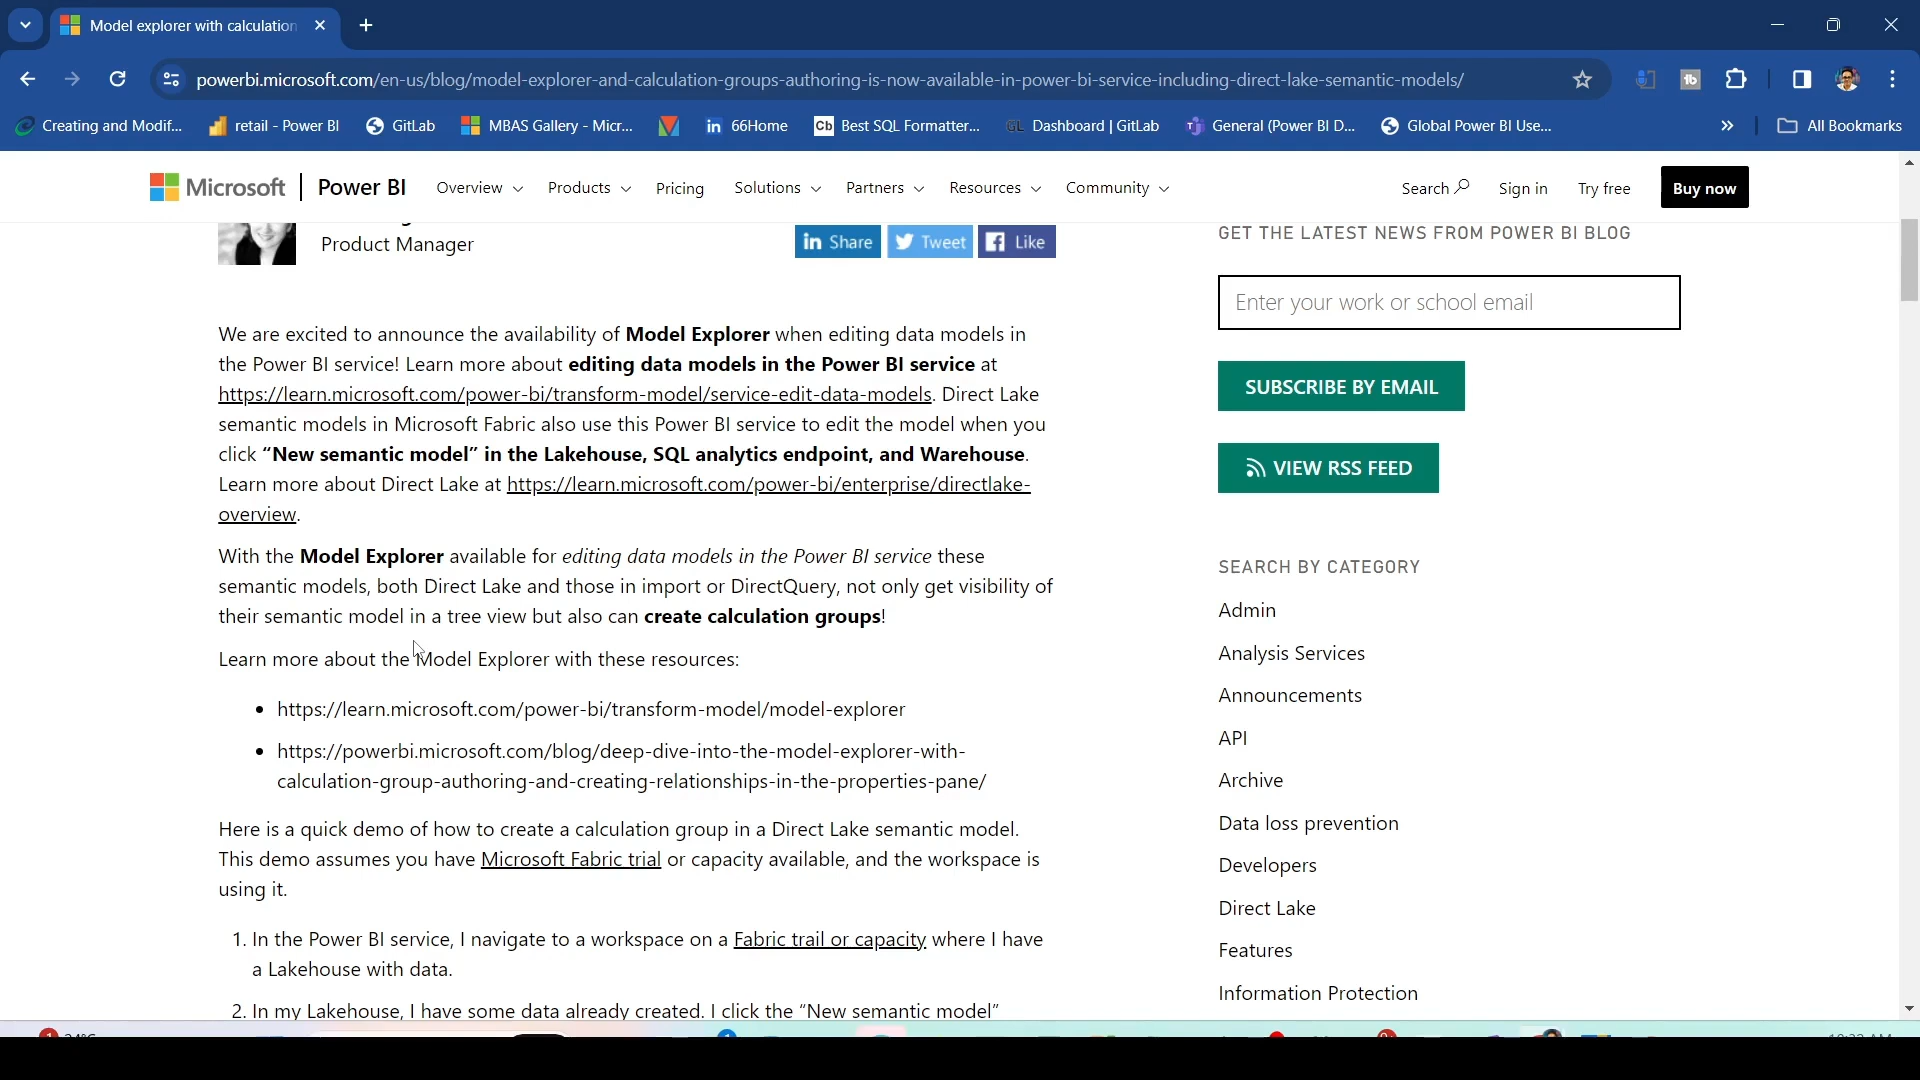 Model explorer with calculation
powerbi.microsoft.com/en-us/blog/model-explorer-and-calculation-groups-authoring-is-now-available-in-power-bi-service-including-direct-lake-semantic-models/
Creating and Modif... retail - Power BI GitLab MBAS Gallery - Micr... 66Home Best SQL Formatter... Dashboard | GitLab General (Power BI D... Global Power BI Use... All Bookmarks
Microsoft Power BI Overview Products Pricing Solutions Partners Resources Community Search Sign in Try free Buy now
Product Manager
Share Tweet Like
We are excited to announce the availability of Model Explorer when editing data models in
the Power BI service! Learn more about editing data models in the Power BI service at
https://learn.microsoft.com/power-bi/transform-model/service-edit-data-models. Direct Lake
semantic models in Microsoft Fabric also use this Power BI service to edit the model when you
click “New semantic model” in the Lakehouse, SQL analytics endpoint, and Warehouse.
Learn more about Direct Lake at https://learn.microsoft.com/power-bi/enterprise/directlake-
overview.
With the Model Explorer available for editing data models in the Power BI service these
semantic models, both Direct Lake and those in import or DirectQuery, not only get visibility of
their semantic model in a tree view but also can create calculation groups!
Learn more about the Model Explorer with these resources:
• https://learn.microsoft.com/power-bi/transform-model/model-explorer
• https://powerbi.microsoft.com/blog/deep-dive-into-the-model-explorer-with-
calculation-group-authoring-and-creating-relationships-in-the-properties-pane/
Here is a quick demo of how to create a calculation group in a Direct Lake semantic model.
This demo assumes you have Microsoft Fabric trial or capacity available, and the workspace is
using it.
1. In the Power BI service, I navigate to a workspace on a Fabric trail or capacity where I have
a Lakehouse with data.
2. In my Lakehouse, I have some data already created. I click the “New semantic model”
GET THE LATEST NEWS FROM POWER BI BLOG
Enter your work or school email
SUBSCRIBE BY EMAIL
VIEW RSS FEED
SEARCH BY CATEGORY
Admin
Analysis Services
Announcements
API
Archive
Data loss prevention
Developers
Direct Lake
Features
Information Protection